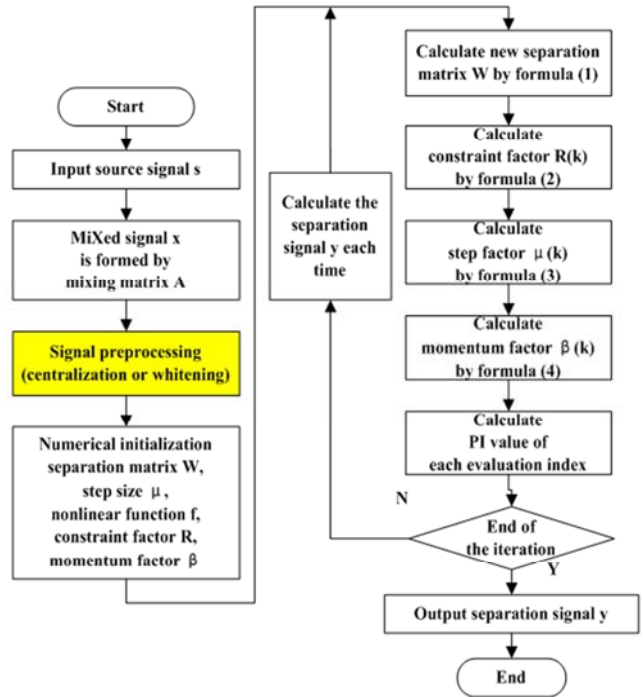 Start
Input source signal s
MiXed signal x
is formed by
mixing matrix A
Signal preprocessing
(centralization or whitening)
Numerical initialization
separation matrix W,
step size μ,
nonlinear function f,
constraint factor R,
momentum factor β
Calculate the
separation
signal y each
time
Calculate new separation
matrix W by formula (1)
Calculate
constraint factor R(k)
by formula (2)
Calculate
step factor μ(k)
by formula (3)
Calculate
momentum factor β(k)
by formula (4)
Calculate
PI value of
each evaluation index
N
End of
the iteration
Y
Output separation signal y
End